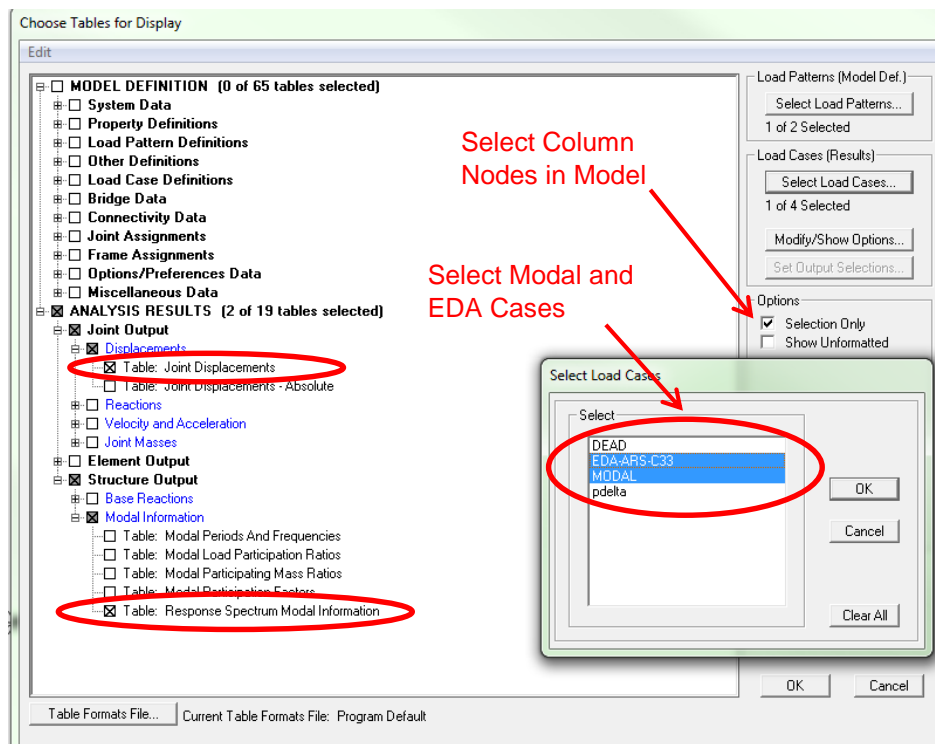 Choose Tables for Display
Edit
MODEL DEFINITION (0 of 65 tables selected)
System Data
Property Definitions
Load Pattern Definitions
Other Definitions
Load Case Definitions
Bridge Data
Connectivity Data
Joint Assignments
Frame Assignments
Options/Preferences Data
Miscellaneous Data
ANALYSIS RESULTS (2 of 19 tables selected)
Joint Output
Displacements
Table: Joint Displacements
Table: Joint Displacements - Absolute
Reactions
Velocity and Acceleration
Joint Masses
Element Output
Structure Output
Base Reactions
Modal Information
Table: Modal Periods And Frequencies
Table: Modal Load Participation Ratios
Table: Modal Participating Mass Ratios
Table: Modal Participation Factors
Table: Response Spectrum Modal Information
Select Column
Nodes in Model
Select Modal and
EDA Cases
Load Patterns (Model Def.)
Select Load Patterns...
1 of 2 Selected
Load Cases (Results)
Select Load Cases...
1 of 4 Selected
Modify/Show Options...
Set Output Selections...
Options
Selection Only
Show Unformatted
Select Load Cases
Select
DEAD
EDA-ARS-C33
MODAL
pdelta
OK
Cancel
Clear All
OK
Cancel
Table Formats File...
Current Table Formats File: Program Default